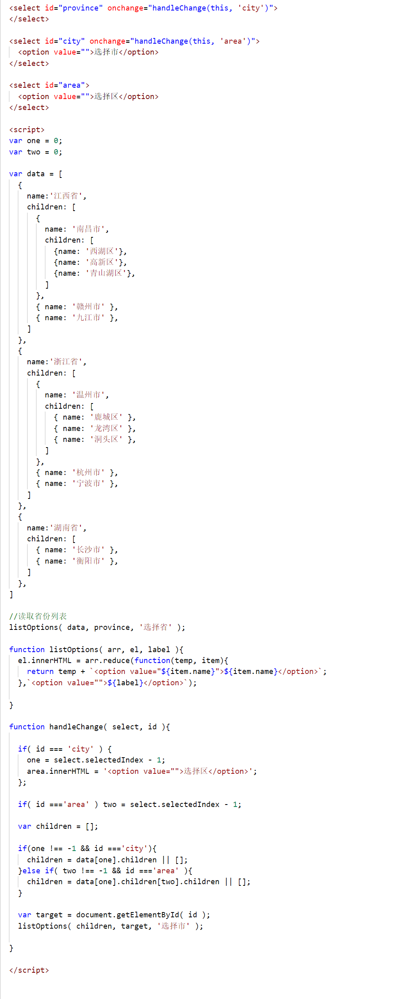 <select id="province" onchange="handleChange(this, 'city')">
</select>
<select id="city" onchange="handleChange(this, 'area')">
<option value="">选择市</option>
</select>
<select id="area">
<option value="">选择区</option>
</select>
<script>
var one = 0;
var two = 0;
var data = [
{
name:'江西省',
children: [
{
name: '南昌市',
children: [
{name: '西湖区'},
{name: '高新区'},
{name: '青山湖区'},
]
},
{ name: '赣州市' },
{ name: '九江市' },
]
},
{
name:'浙江省',
children: [
{
name: '温州市',
children: [
{ name: '鹿城区' },
{ name: '龙湾区' },
{ name: '洞头区' },
]
},
{ name: '杭州市' },
{ name: '宁波市' },
]
},
{
name:'湖南省',
children: [
{ name: '长沙市' },
{ name: '衡阳市' },
]
},
]
//读取省份列表
listOptions( data, province, '选择省' );
function listOptions( arr, el, label ){
el.innerHTML = arr.reduce(function(temp, item){
return temp + `<option value="${item.name}">${item.name}</option>`;
},`<option value="">${label}</option>`);
}
function handleChange( select, id ){
if( id === 'city' ) {
one = select.selectedIndex - 1;
area.innerHTML = '<option value="">选择区</option>';
};
if( id ==='area' ) two = select.selectedIndex - 1;
var children = [];
if(one !== -1 && id ==='city'){
children = data[one].children || [];
}else if( two !== -1 && id ==='area' ){
children = data[one].children[two].children || [];
}
var target = document.getElementById( id );
listOptions( children, target, '选择市' );
}
</script>